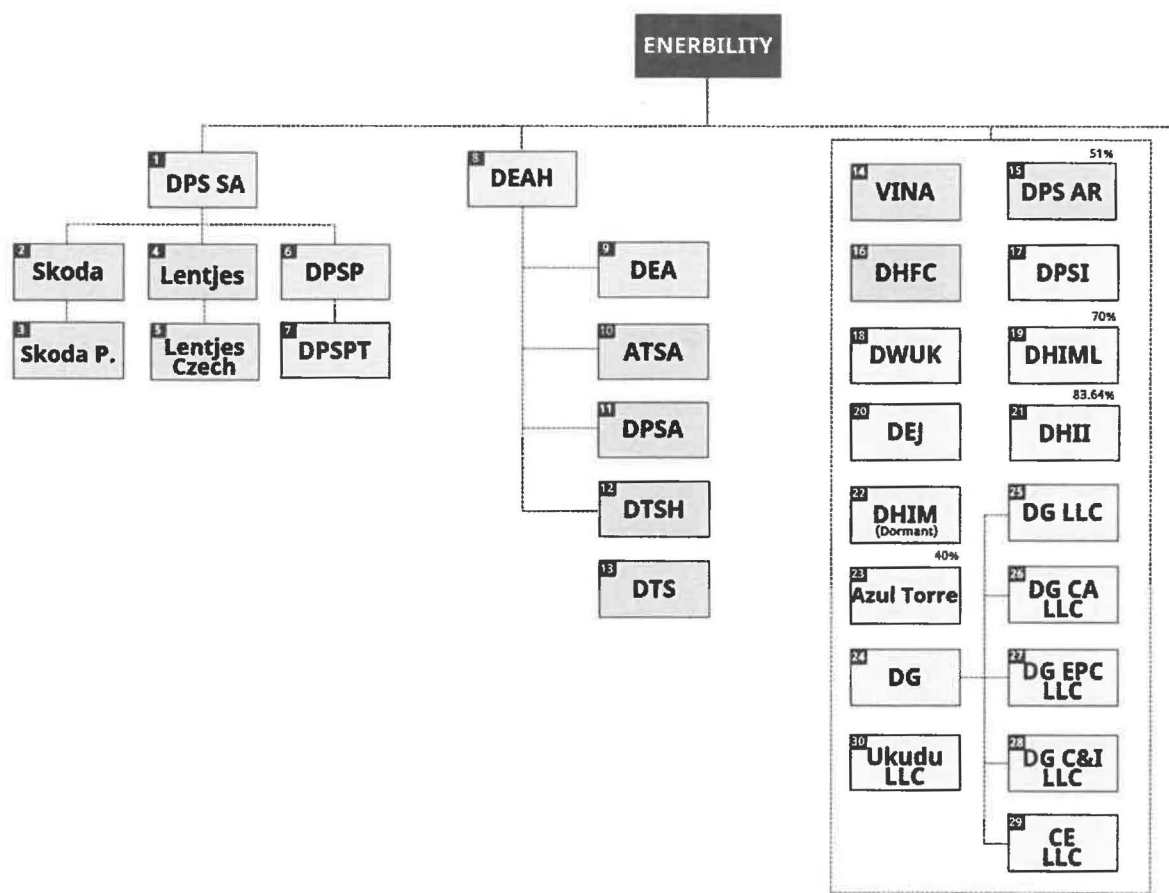 ENERBILITY
1
DPS SA
2
Skoda
3
Skoda P.
4
Lentjes
5
Lentjes
Czech
6
DPSP
7
DPSPT
8
DEAH
9
DEA
10
ATSA
11
DPSA
12
DTSH
13
DTS
14
VINA
51%
15
DPS AR
16
DHFC
17
DPSI
18
DWUK
70%
19
DHIML
20
DEJ
83.64%
21
DHII
22
DHIM
(Dormant)
40%
23
Azul Torre
24
DG
25
DG LLC
26
DG CA
LLC
27
DG EPC
LLC
28
DG C&I
LLC
29
CE
LLC
30
Ukudu
LLC